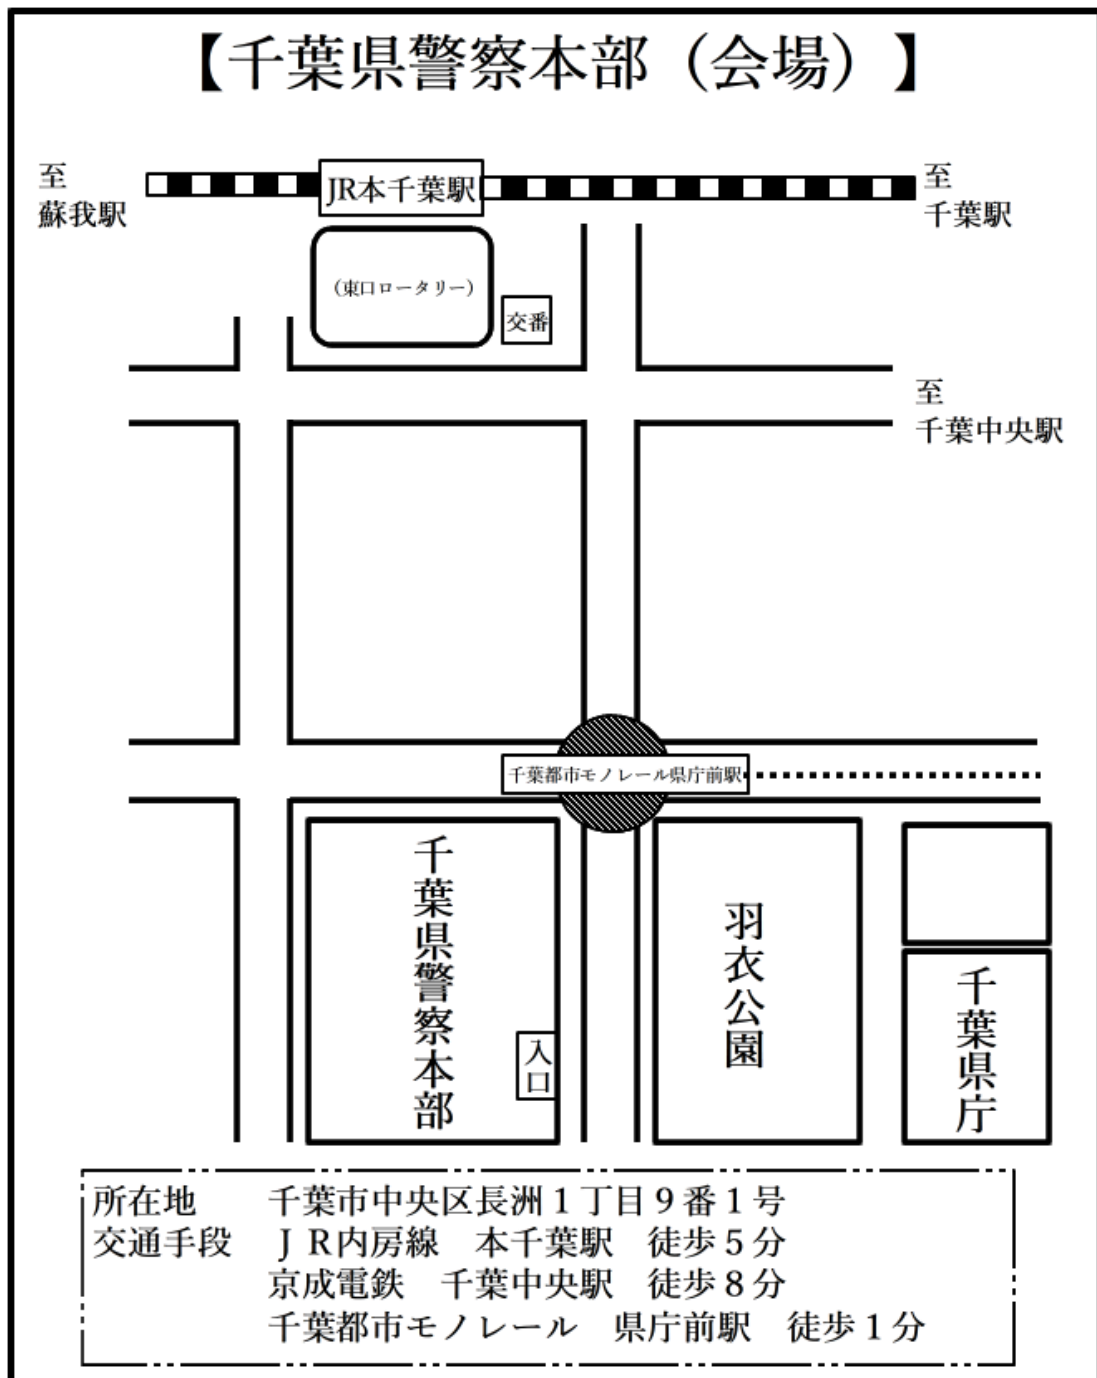 【千葉県警察本部（会場）】
至
蘇我駅
JR本千葉駅
至
千葉駅
（東口ロータリー）
交番
至
千葉中央駅
千葉都市モノレール県庁前駅
千葉県警察本部
入口
羽衣公園
千葉県庁
所在地　　千葉市中央区長洲１丁目９番１号
交通手段　ＪＲ内房線　本千葉駅　徒歩５分
京成電鉄　千葉中央駅　徒歩８分
千葉都市モノレール　県庁前駅　徒歩１分